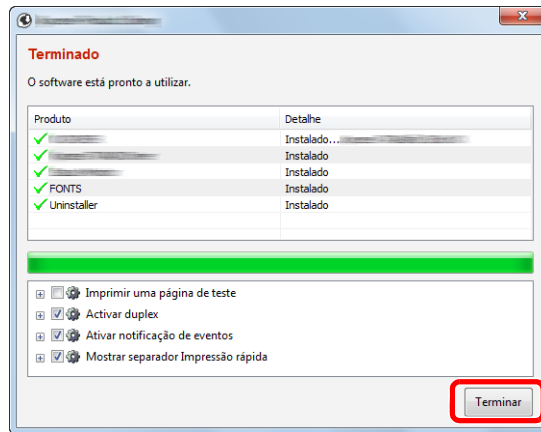 Terminado
O software está pronto a utilizar.
Produto Detalhe
Instalado...
Instalado
Instalado
FONTS Instalado
Uninstaller Instalado
Imprimir uma página de teste
Activar duplex
Ativar notificação de eventos
Mostrar separador Impressão rápida
Terminar